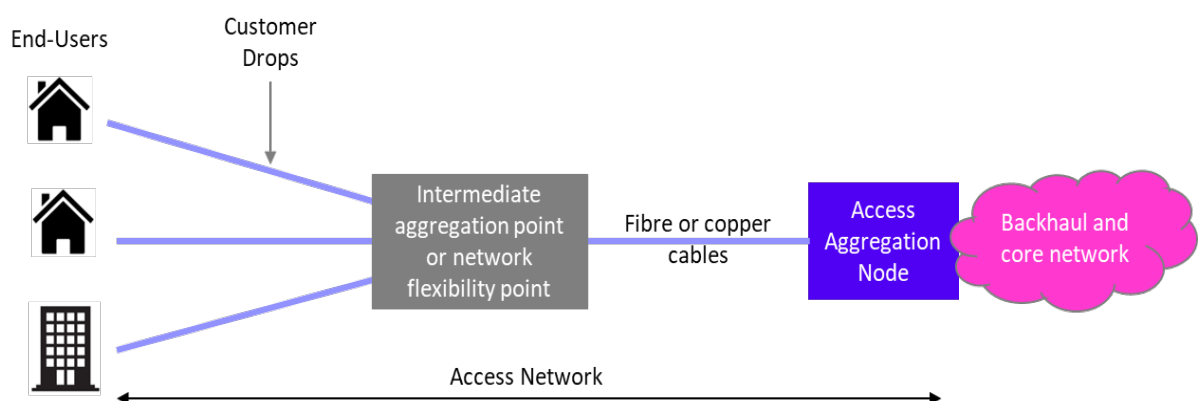 End-Users
Customer
Drops
Intermediate
aggregation point
or network
flexibility point
Fibre or copper
cables
Access
Aggregation
Node
Backhaul and
core network
Access Network